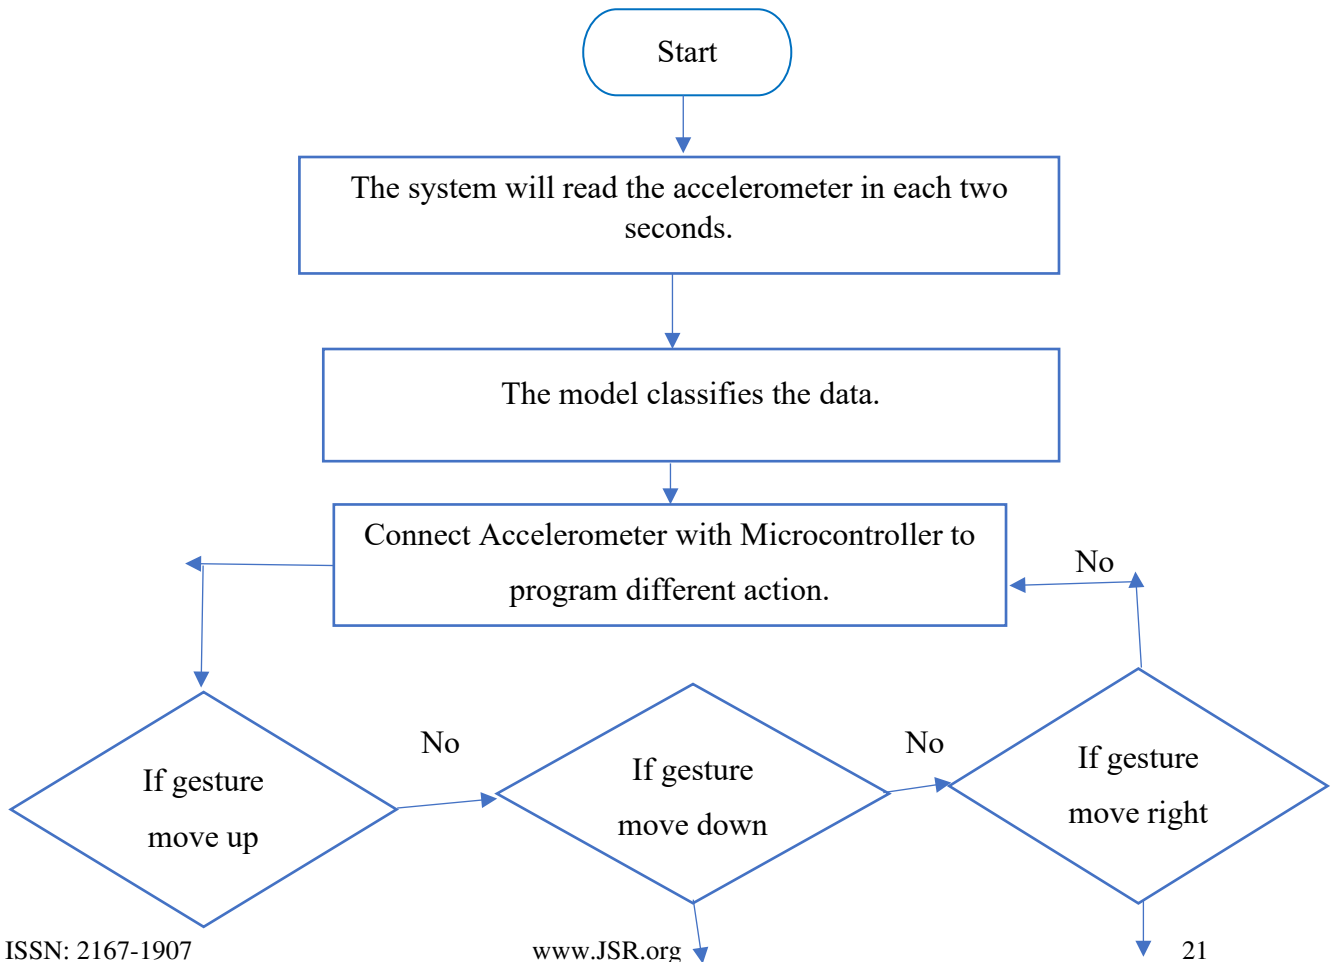 Start
The system will read the accelerometer in each two
seconds.
The model classifies the data.
Connect Accelerometer with Microcontroller to
program different action.
No
No
No
If gesture
move up
If gesture
move down
If gesture
move right
ISSN: 2167-1907
www.JSR.org
21